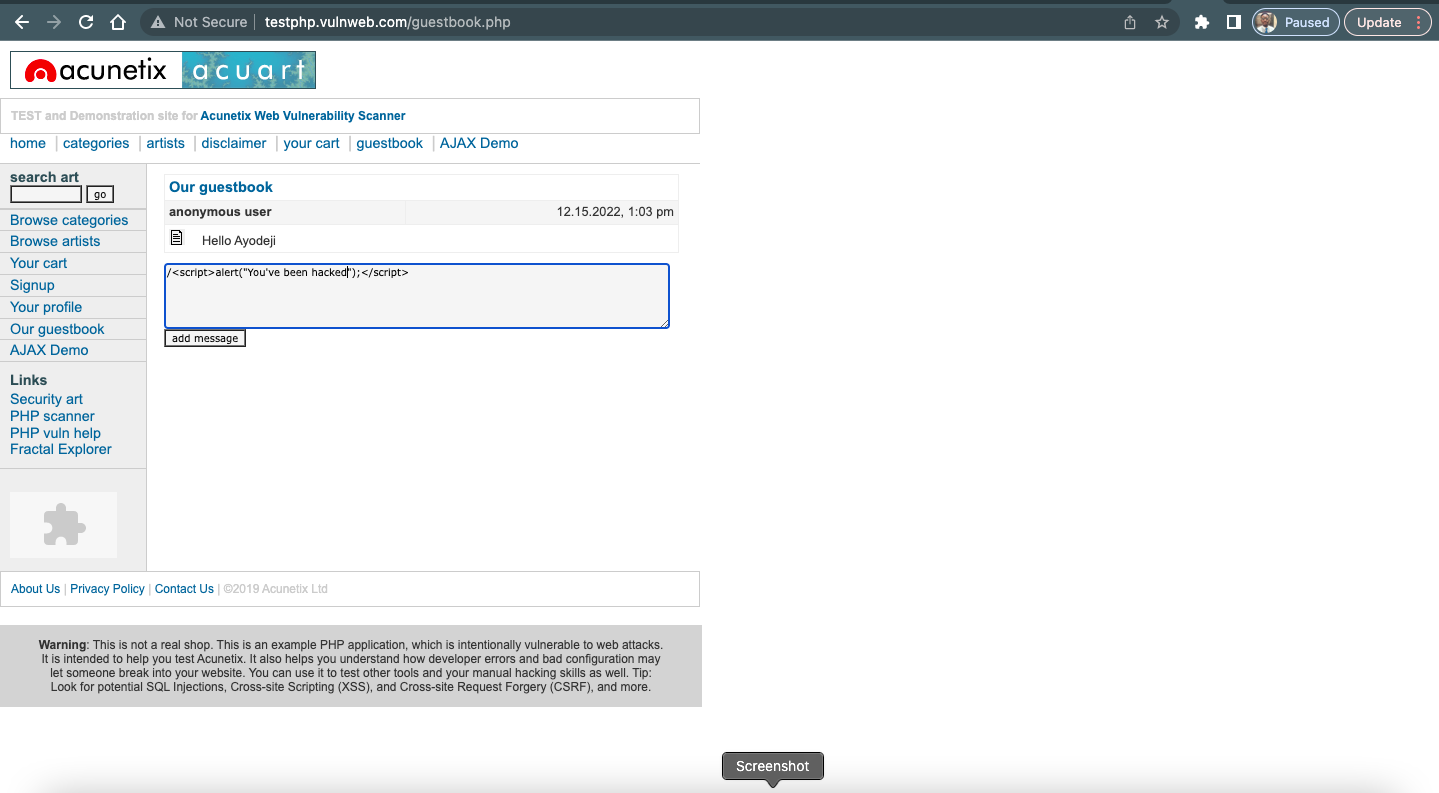 Not Secure testphp.vulnweb.com/guestbook.php Paused Update
acunetix acuart
TEST and Demonstration site for Acunetix Web Vulnerability Scanner
home | categories | artists | disclaimer | your cart | guestbook | AJAX Demo
search art
go
Browse categories
Browse artists
Your cart
Signup
Your profile
Our guestbook
AJAX Demo
Links
Security art
PHP scanner
PHP vuln help
Fractal Explorer
Our guestbook
anonymous user 12.15.2022, 1:03 pm
Hello Ayodeji
/<script>alert("You've been hacked");</script>
add message
About Us | Privacy Policy | Contact Us | ©2019 Acunetix Ltd
Warning: This is not a real shop. This is an example PHP application, which is intentionally vulnerable to web attacks.
It is intended to help you test Acunetix. It also helps you understand how developer errors and bad configuration may
let someone break into your website. You can use it to test other tools and your manual hacking skills as well. Tip:
Look for potential SQL Injections, Cross-site Scripting (XSS), and Cross-site Request Forgery (CSRF), and more.
Screenshot